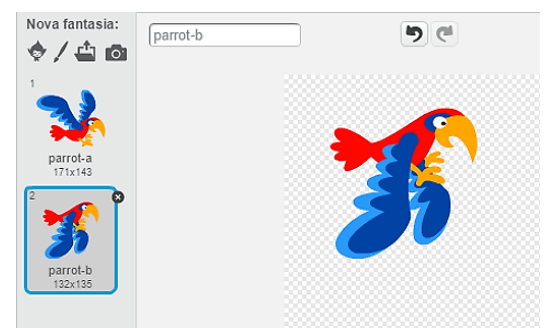 Nova fantasia:
1
parrot-a
171x143
2
parrot-b
132x135
parrot-b